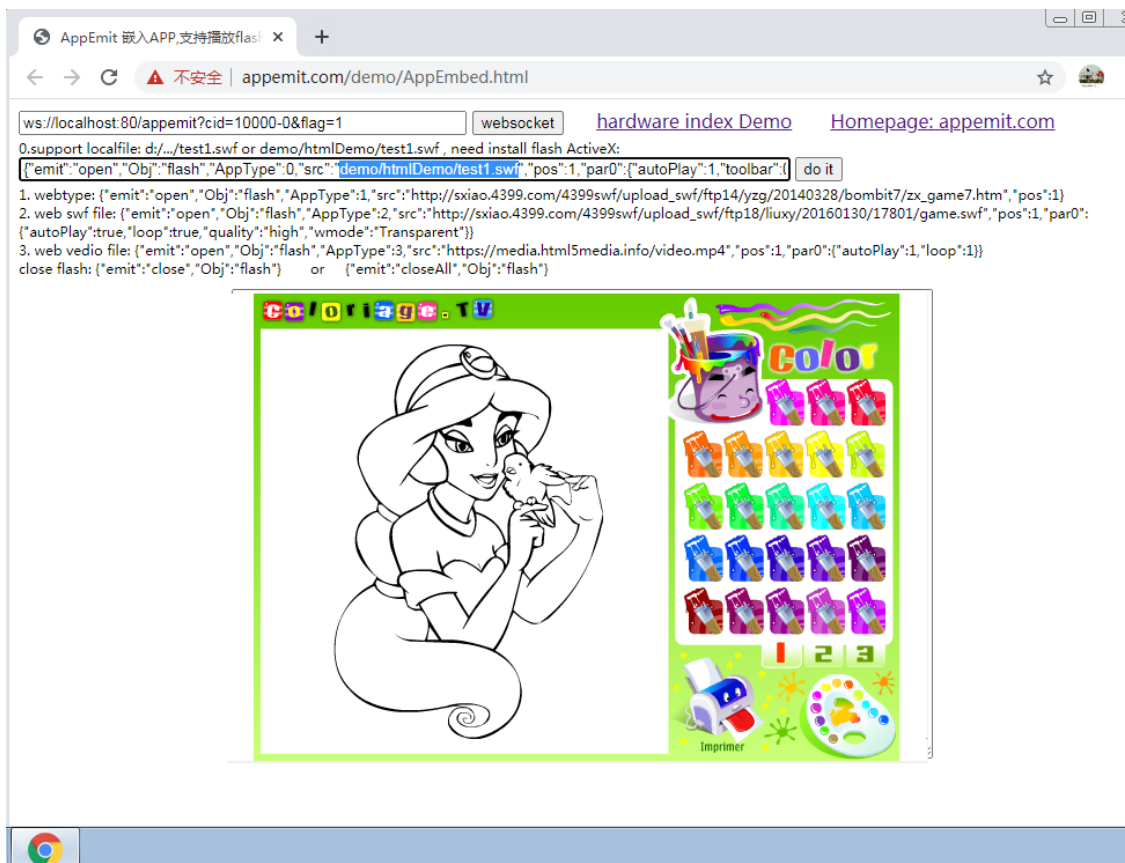 AppEmit 嵌入APP,支持播放flas
不安全 appemit.com/demo/AppEmbed.html
ws://localhost:80/appemit?cid=10000-0&flag=1 websocket hardware index Demo Homepage: appemit.com
0.support localfile: d:/.../test1.swf or demo/htmlDemo/test1.swf , need install flash ActiveX:
{"emit":"open","Obj":"flash","AppType":0,"src":"demo/htmlDemo/test1.swf","pos":1,"par0":{"autoPlay":1,"toolbar":( do it
1. webtype: {"emit":"open","Obj":"flash","AppType":1,"src":"http://sxiao.4399.com/4399swf/upload_swf/ftp14/yzg/20140328/bombit7/zx_game7.htm","pos":1}
2. web swf file: {"emit":"open","Obj":"flash","AppType":2,"src":"http://sxiao.4399.com/4399swf/upload_swf/ftp18/liuxy/20160130/17801/game.swf","pos":1,"par0":
{"autoPlay":true,"loop":true,"quality":"high","wmode":"Transparent"}}
3. web vedio file: {"emit":"open","Obj":"flash","AppType":3,"src":"https://media.html5media.info/video.mp4","pos":1,"par0":{"autoPlay":1,"loop":1}}
close flash: {"emit":"close","Obj":"flash"} or {"emit":"closeAll","Obj":"flash"}
Coloriage.TV
Color
1 2 3
Imprimer